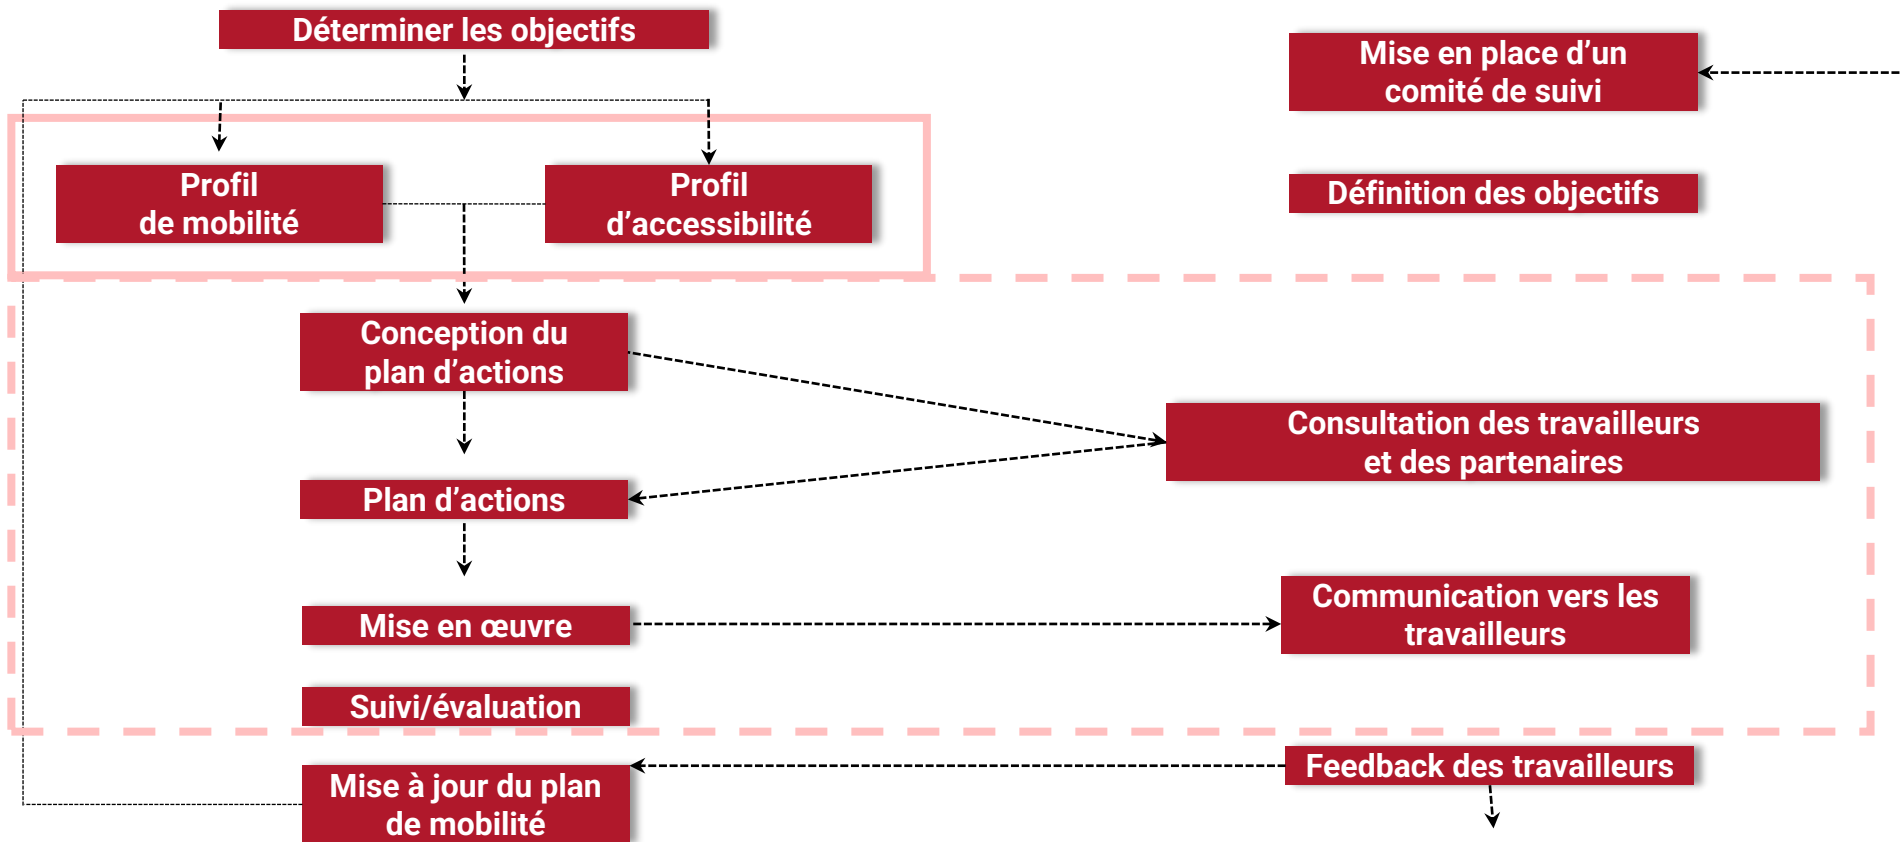 Déterminer les objectifs
Mise en place d’un
comité de suivi
Profil
de mobilité
Profil
d’accessibilité
Définition des objectifs
Conception du
plan d’actions
Consultation des travailleurs
et des partenaires
Plan d’actions
Mise en œuvre
Communication vers les
travailleurs
Suivi/évaluation
Feedback des travailleurs
Mise à jour du plan
de mobilité